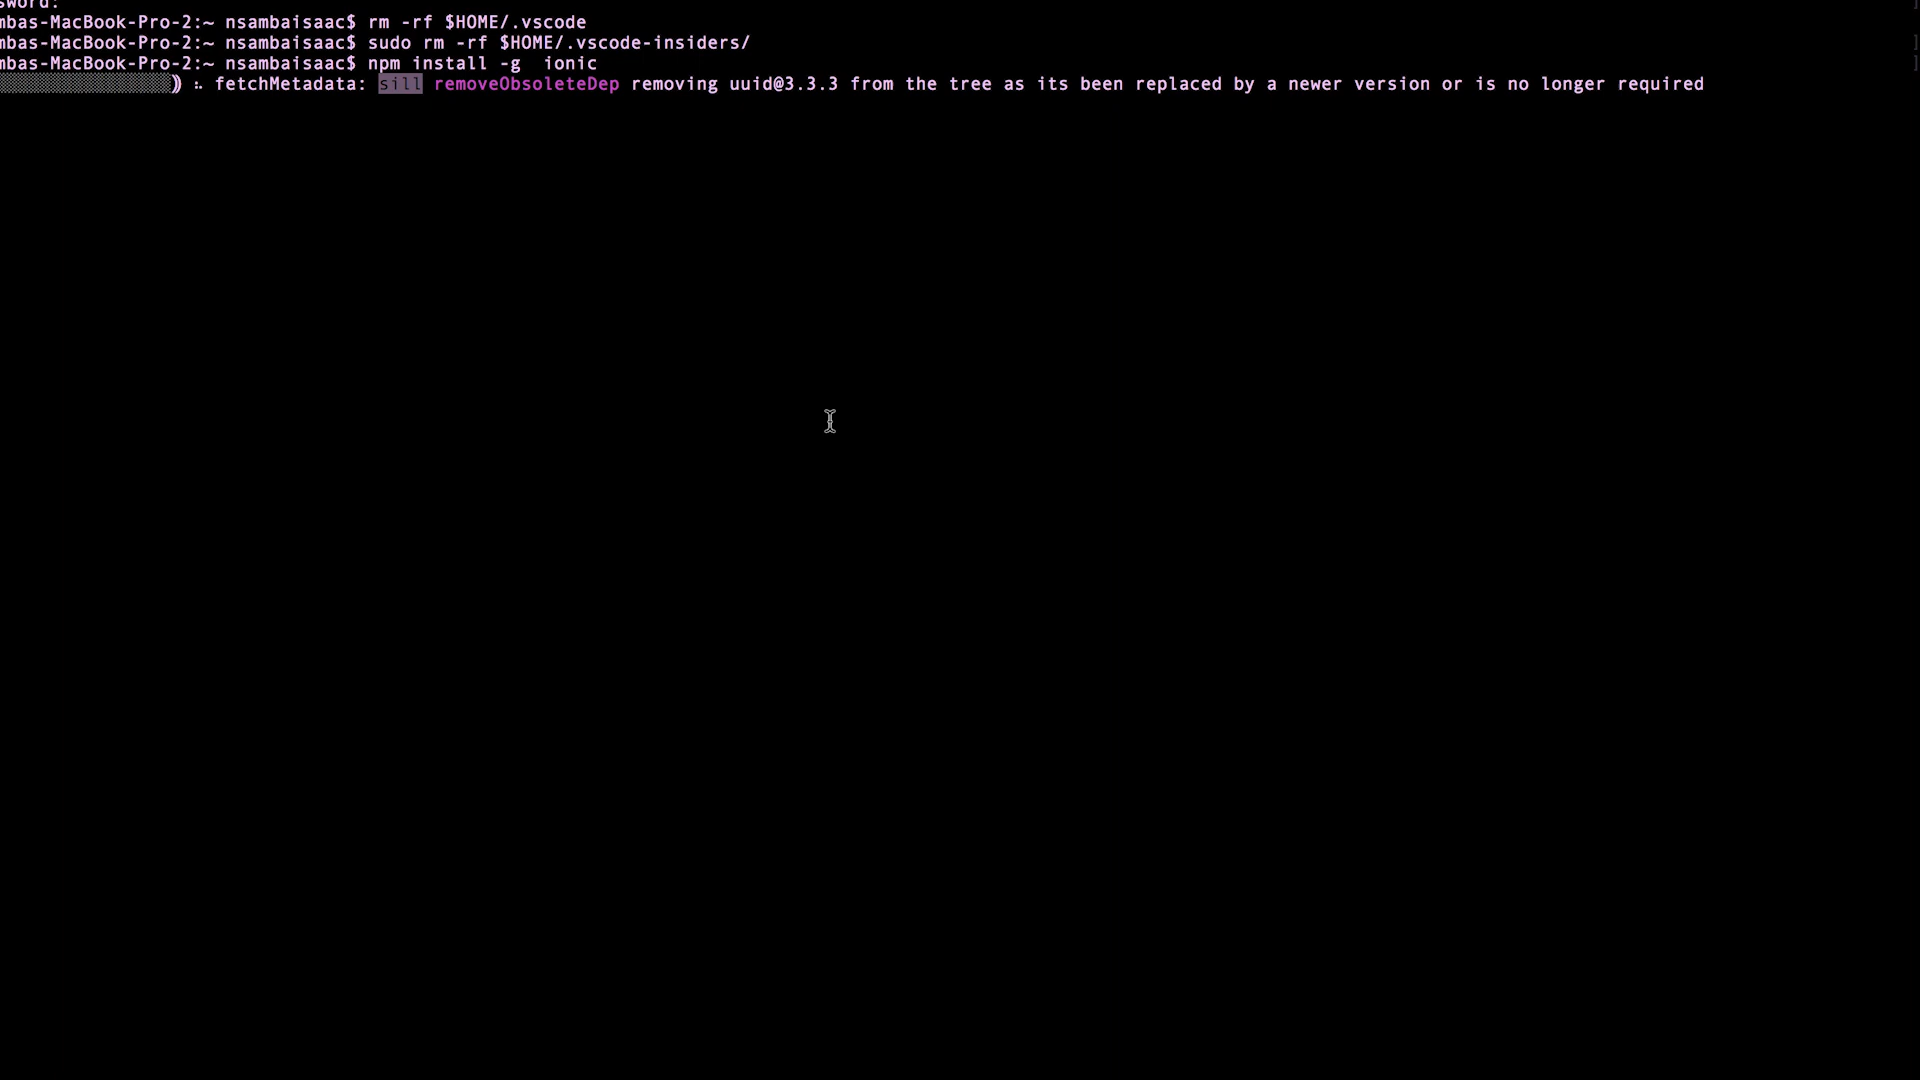 sword:
mbas-MacBook-Pro-2:~ nsambaisaac$ rm -rf $HOME/.vscode
mbas-MacBook-Pro-2:~ nsambaisaac$ sudo rm -rf $HOME/.vscode-insiders/
mbas-MacBook-Pro-2:~ nsambaisaac$ npm install -g  ionic
) ⠦ fetchMetadata: sill removeObsoleteDep removing uuid@3.3.3 from the tree as its been replaced by a newer version or is no longer required